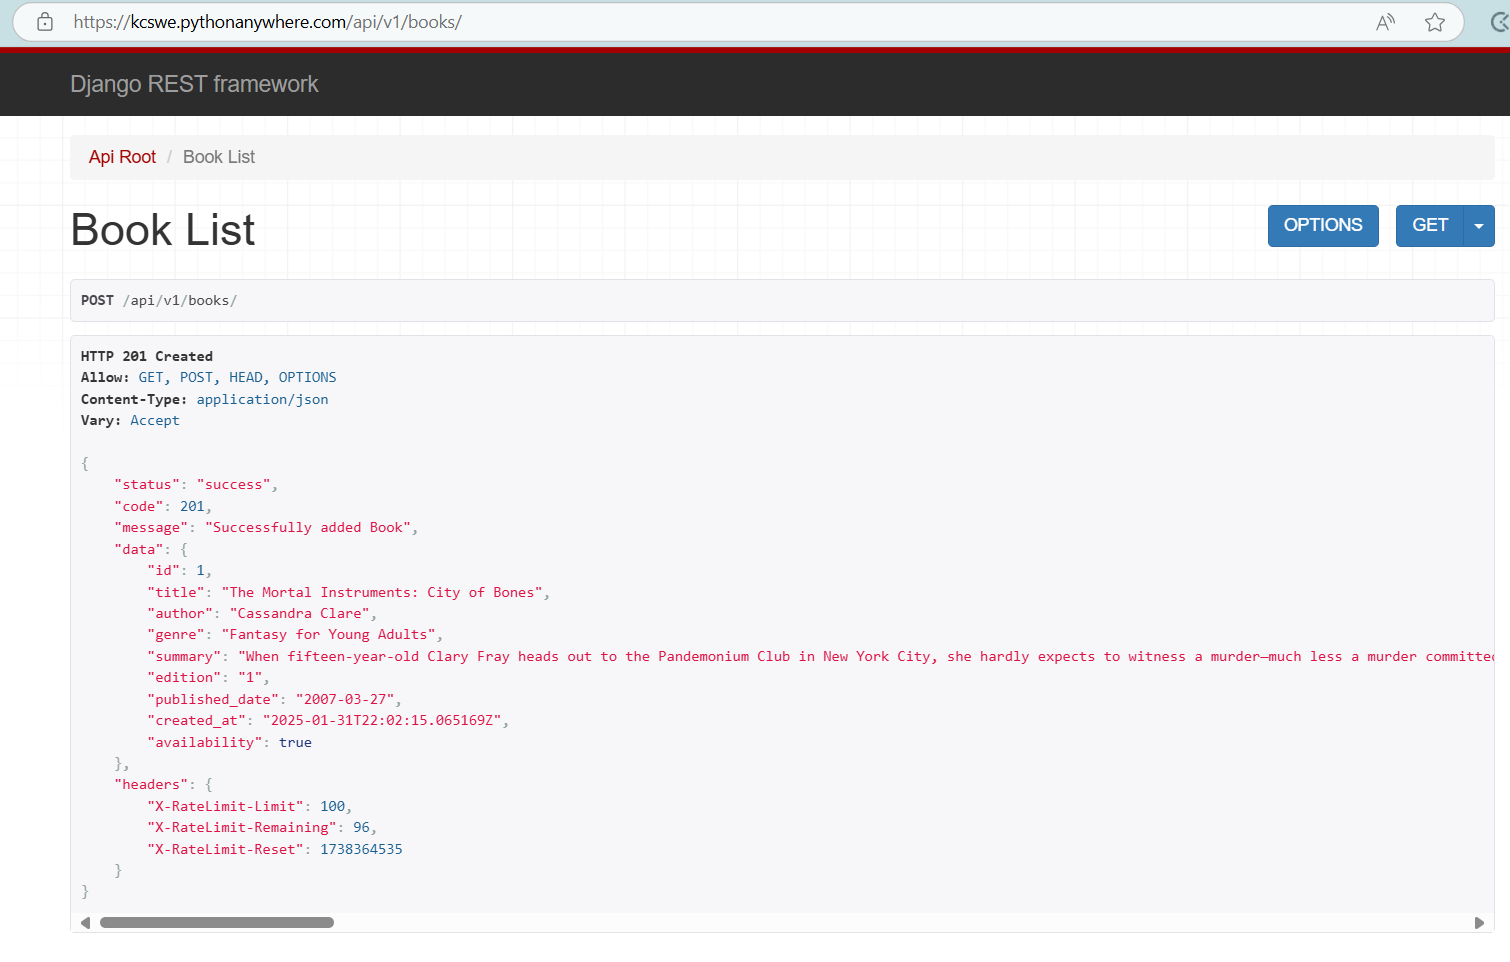 https://kcswe.pythonanywhere.com/api/v1/books/
Django REST framework
Api Root / Book List
Book List
OPTIONS
GET
POST /api/v1/books/
HTTP 201 Created
Allow: GET, POST, HEAD, OPTIONS
Content-Type: application/json
Vary: Accept
{
    "status": "success",
    "code": 201,
    "message": "Successfully added Book",
    "data": {
        "id": 1,
        "title": "The Mortal Instruments: City of Bones",
        "author": "Cassandra Clare",
        "genre": "Fantasy for Young Adults",
        "summary": "When fifteen-year-old Clary Fray heads out to the Pandemonium Club in New York City, she hardly expects to witness a murder—much less a murder committe
        "edition": "1",
        "published_date": "2007-03-27",
        "created_at": "2025-01-31T22:02:15.065169Z",
        "availability": true
    },
    "headers": {
        "X-RateLimit-Limit": 100,
        "X-RateLimit-Remaining": 96,
        "X-RateLimit-Reset": 1738364535
    }
}